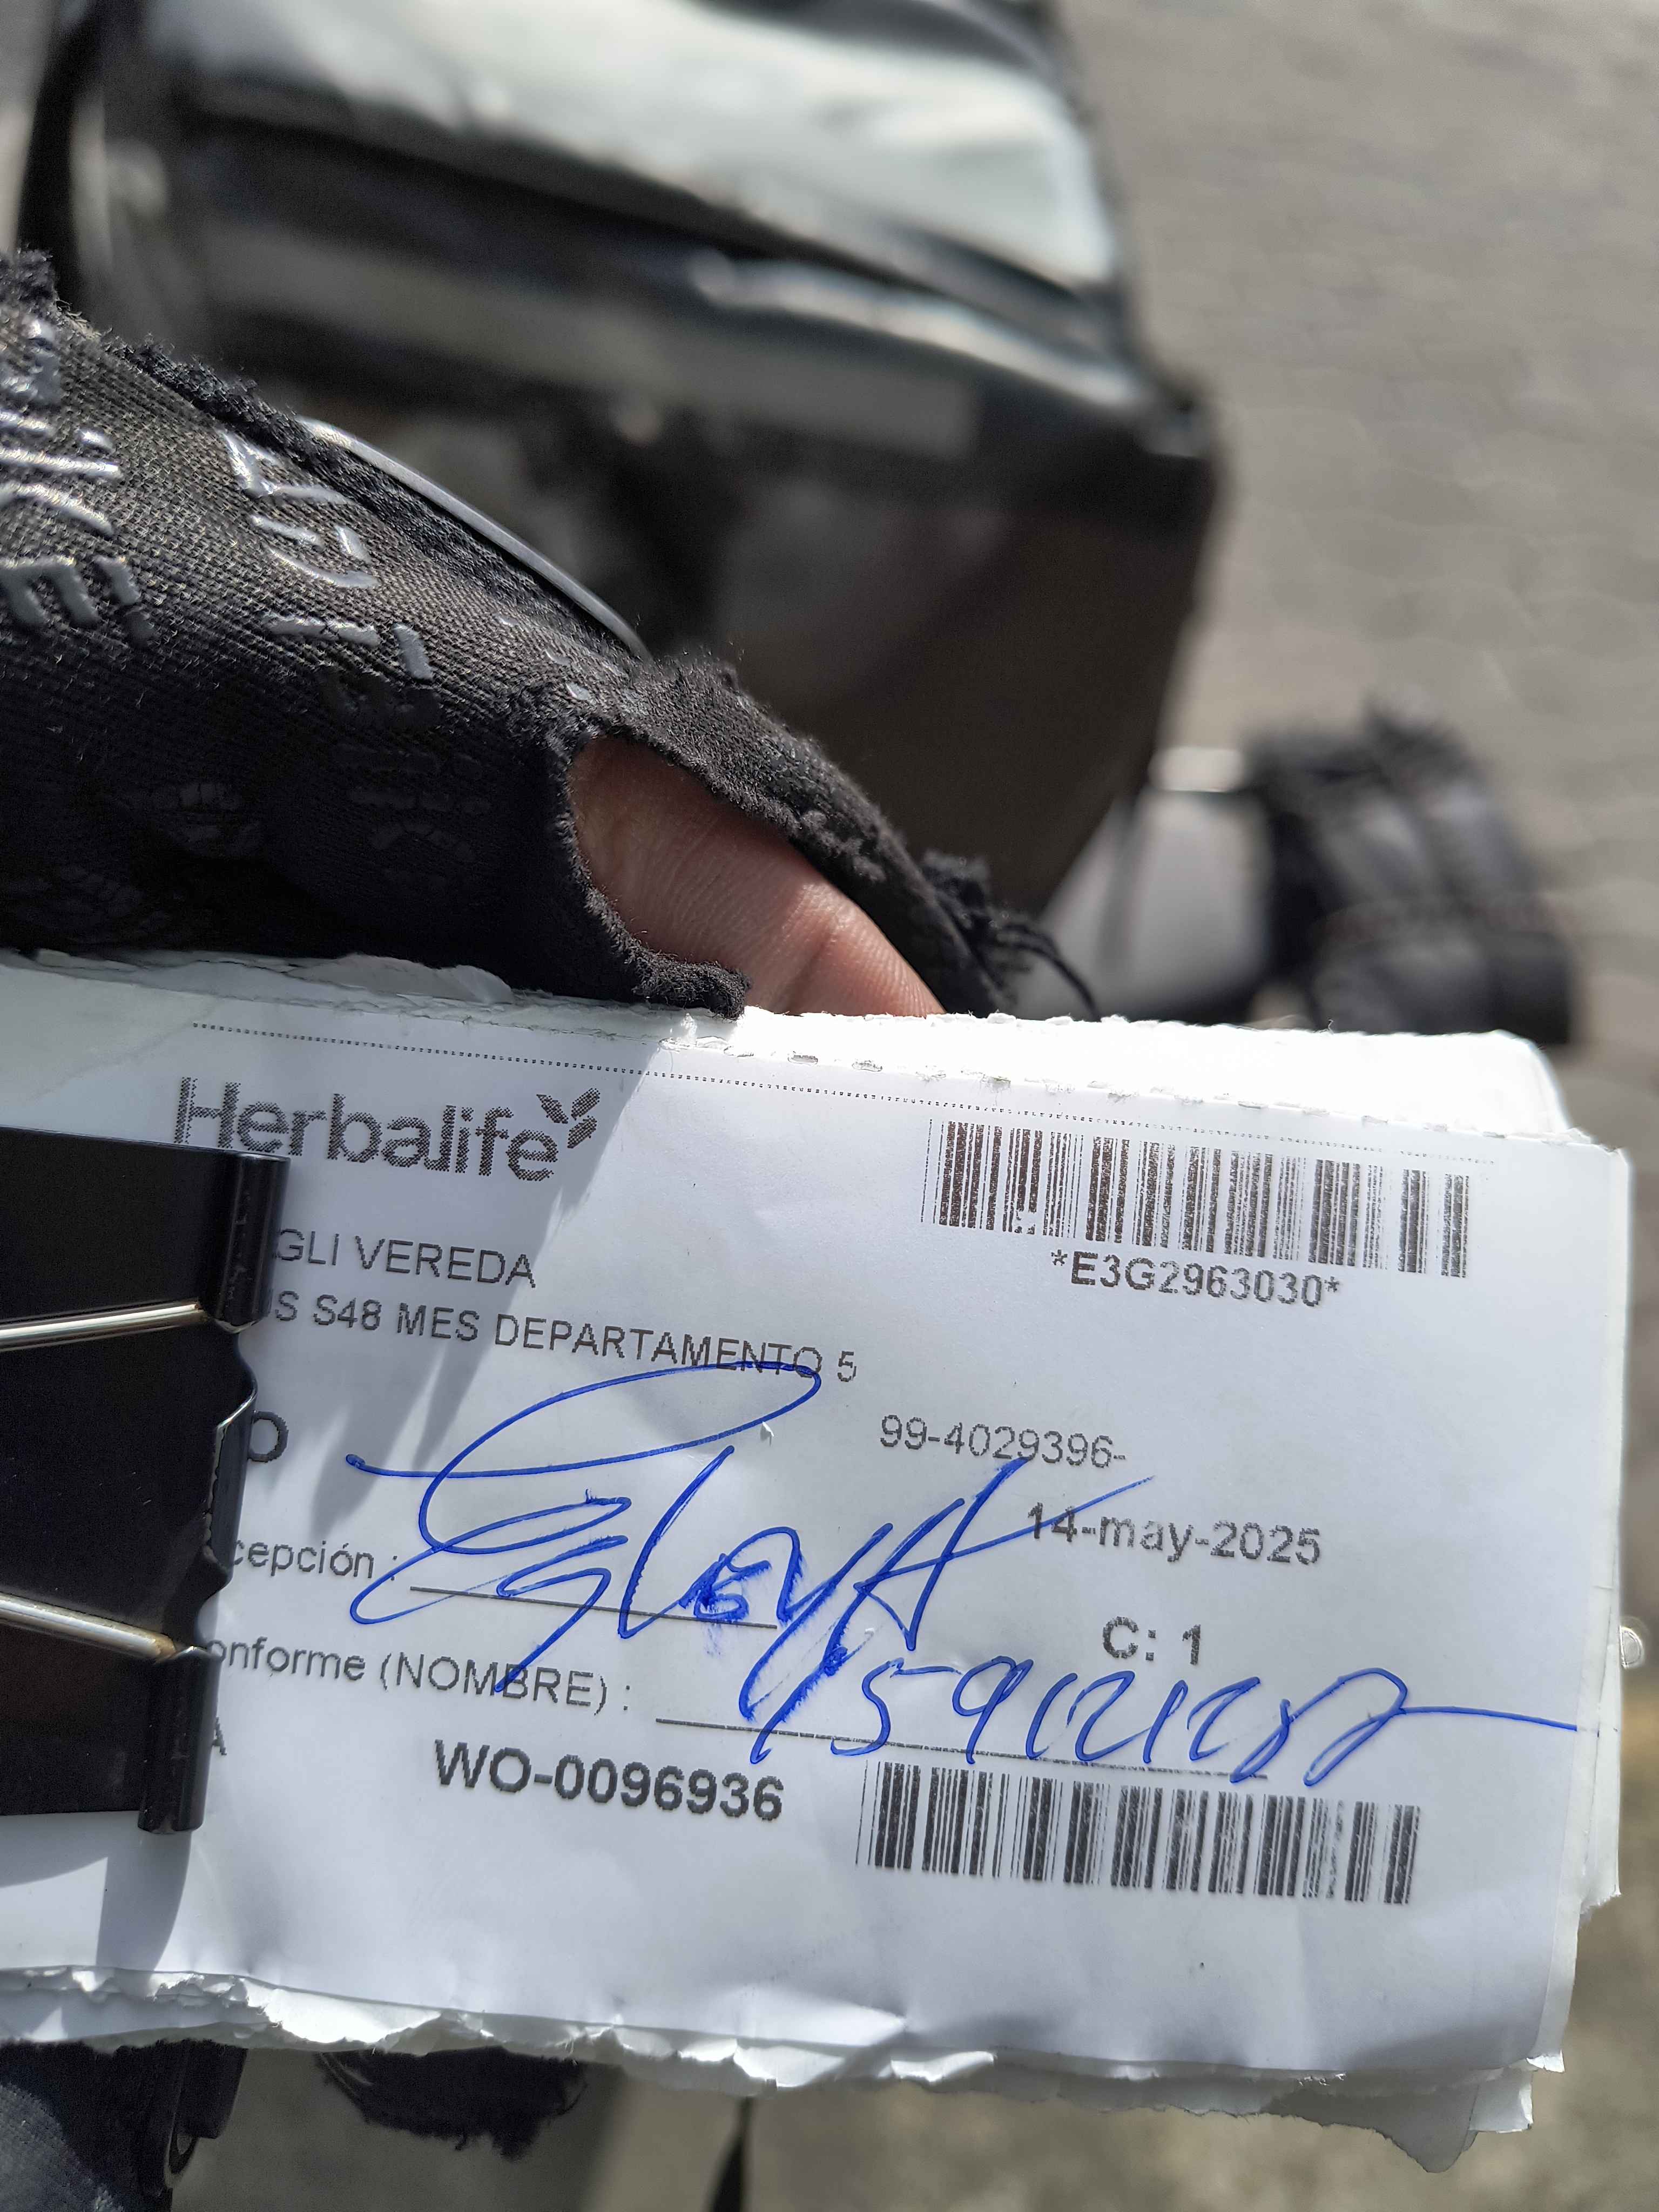 Herbalife
*E3G2963030*
GLI VEREDA
S S48 MES DEPARTAMENTO 5
O
99-4029396-
14-may-2025
cepción :
C: 1
onforme (NOMBRE) :
A
WO-0096936